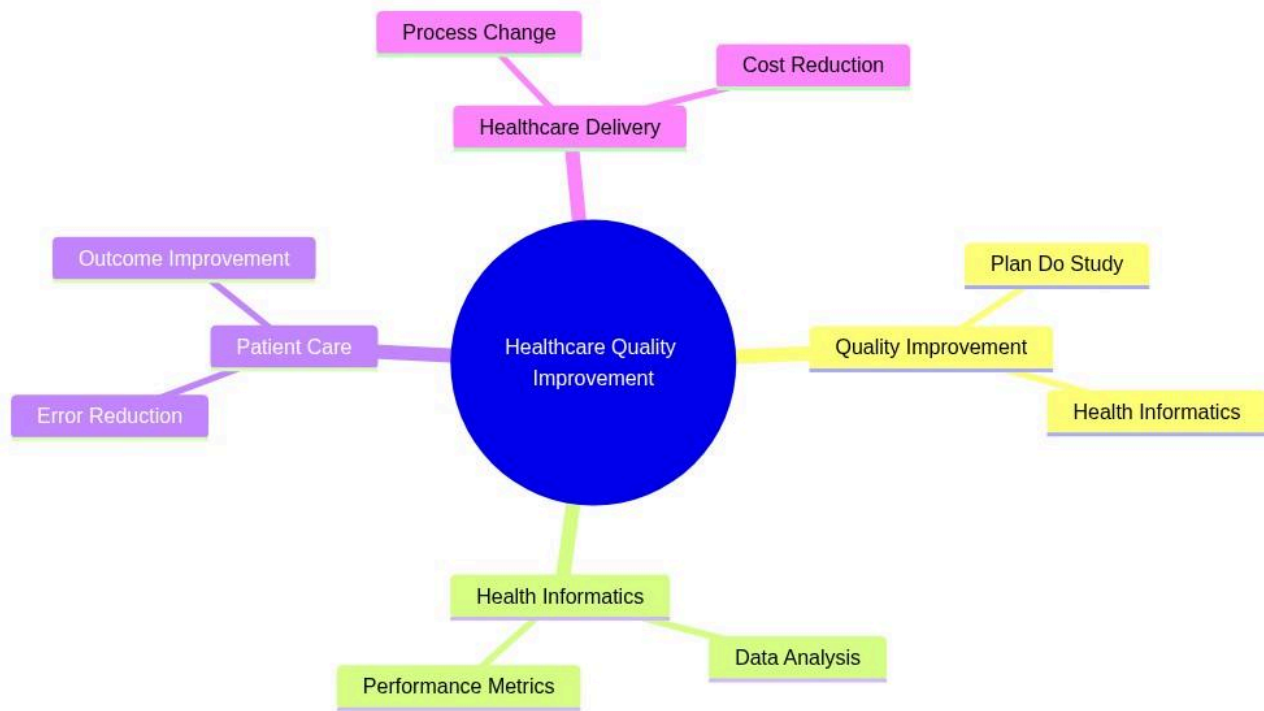 Process Change
Cost Reduction
Healthcare Delivery
Outcome Improvement
Plan Do Study
Patient Care
Healthcare Quality
Improvement
Quality Improvement
Error Reduction
Health Informatics
Health Informatics
Data Analysis
Performance Metrics